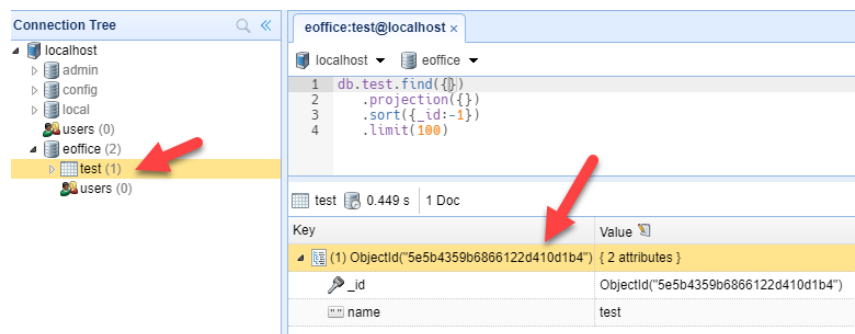 Connection Tree
localhost
admin
config
local
users (0)
eoffice (2)
test (1)
users (0)
eoffice:test@localhost ×
localhost eoffice
1 db.test.find({})
2 .projection({})
3 .sort({_id:-1})
4 .limit(100)
test 0.449 s 1 Doc
Key Value
(1) ObjectId("5e5b4359b6866122d410d1b4") { 2 attributes }
_id ObjectId("5e5b4359b6866122d410d1b4")
"" name test